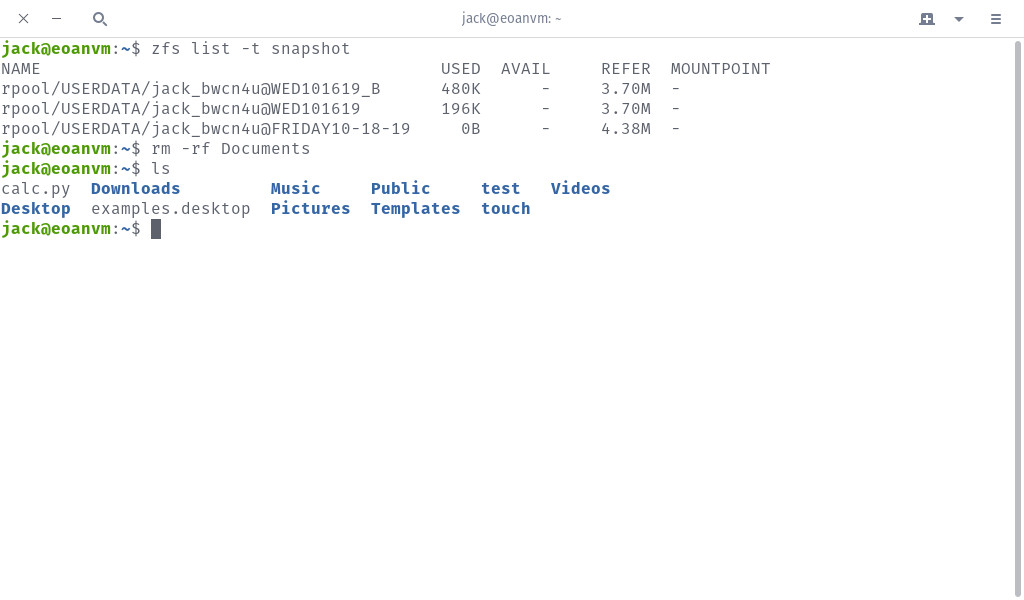 jack@eoanvm: ~
jack@eoanvm:~$ zfs list -t snapshot
NAME                                        USED  AVAIL     REFER  MOUNTPOINT
rpool/USERDATA/jack_bwcn4u@WED101619_B      480K      -     3.70M  -
rpool/USERDATA/jack_bwcn4u@WED101619        196K      -     3.70M  -
rpool/USERDATA/jack_bwcn4u@FRIDAY10-18-19     0B      -     4.38M  -
jack@eoanvm:~$ rm -rf Documents
jack@eoanvm:~$ ls
calc.py  Downloads         Music     Public     test   Videos
Desktop  examples.desktop  Pictures  Templates  touch
jack@eoanvm:~$